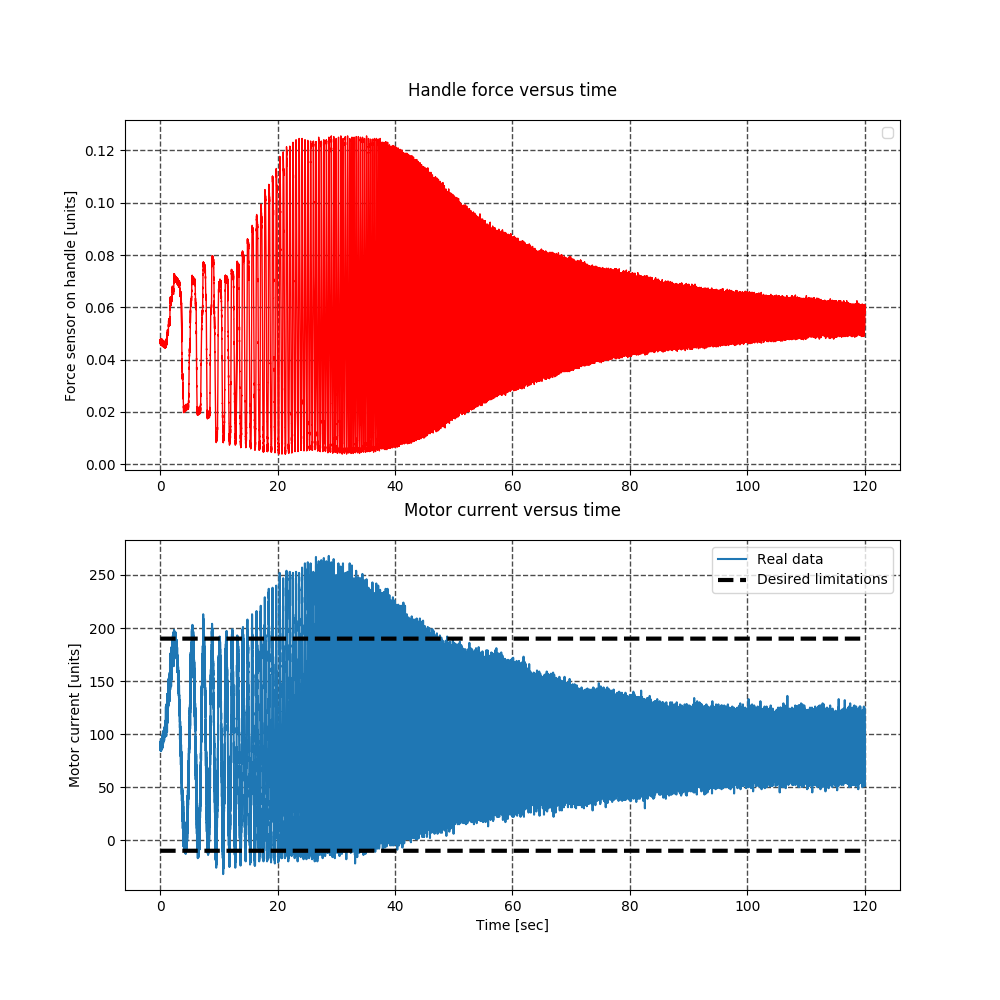 Handle force versus time
0.12
0.10
0.08
0.06
0.04
0.02
0.00
Force sensor on handle [units]
0 20 40 60 80 100 120
Motor current versus time
250
200
150
100
50
0
Motor current [units]
Real data
Desired limitations
0 20 40 60 80 100 120
Time [sec]